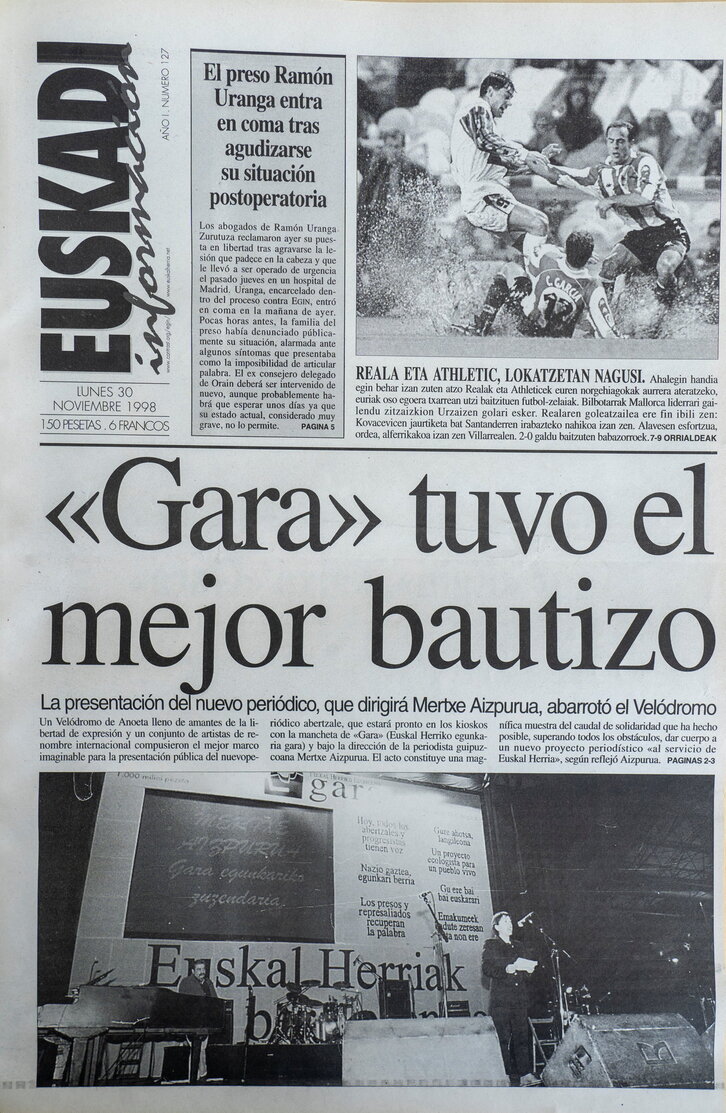 EUSKADI
información
AÑO I. NUMERO 127
LUNES 30
NOVIEMBRE 1998
150 PESETAS . 6 FRANCOS
El preso Ramón
Uranga entra
en coma tras
agudizarse
su situación
postoperatoria
Los abogados de Ramón Uranga
Zurutuza reclamaron ayer su pues-
ta en libertad tras agravarse la le-
sión que padece en la cabeza y que
le llevó a ser operado de urgencia
el pasado jueves en un hospital de
Madrid. Uranga, encarcelado den-
tro del proceso contra EGIN, entró
en coma en la mañana de ayer.
Pocas horas antes, la familia del
preso había denunciado públicamen-
te su situación, alarmada ante
algunos síntomas que presentaba
como la imposibilidad de articular
palabra. El ex consejero delegado
de Orain deberá ser intervenido de
nuevo, aunque probablemente ha-
brá que esperar unos días ya que
su estado actual, considerado muy
grave, no lo permite. PAGINA 5
C. GARCIA
REALA ETA ATHLETIC, LOKATZETAN NAGUSI. Ahalegin handia
egin behar izan zuten atzo Realak eta Athleticek euren norgehiagokak aurrera ateratzeko,
euriak oso egoera txarrean utzi baitzituen futbol-zelaiak. Bilbotarrak Mallorca liderrari gai-
lendu zitzaizkion Urzaizen golari esker. Realaren goleatzailea ere fin ibili zen:
Kovacevicen jaurtiketa bat Santanderren irabazteko nahikoa izan zen. Alavesen esfortzua,
ordea, alferrikakoa izan zen Villarrealen. 2-0 galdu baitzuten babazorroek. 7-9 ORRIALDEAK
«Gara» tuvo el
mejor bautizo
La presentación del nuevo periódico, que dirigirá Mertxe Aizpurua, abarrotó el Velódromo
Un Velódromo de Anoeta lleno de amantes de la li-
bertad de expresión y un conjunto de artistas de re-
nombre internacional compusieron el mejor marco
imaginable para la presentación pública del nuevope-
riódico abertzale, que estará pronto en los kioskos
con la mancheta de «Gara» (Euskal Herriko egunka-
ria gara) y bajo la dirección de la periodista guipuz-
coana Mertxe Aizpurua. El acto constituye una mag-
nífica muestra del caudal de solidaridad que ha hecho
posible, superando todos los obstáculos, dar cuerpo a
un nuevo proyecto periodístico «al servicio de
Euskal Herria», según reflejó Aizpurua. PAGINAS 2-3
gar
AIZPURU
egunkariko
zuzendaria.
Hoy, todos los
abertzales y
progresistas
tienen voz
Nazio gaztea,
egunkari berria
Los presos y
represaliados
recuperan
la palabra
Gure ahotsa,
langileona
Un proyecto
ecologista para
un pueblo vivo
Gu ere bai
bai euskarari
Emakumeek
zeresan
ere
Euskal Herriak